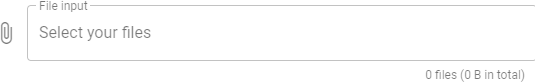 File input
Select your files
0 files (0 B in total)